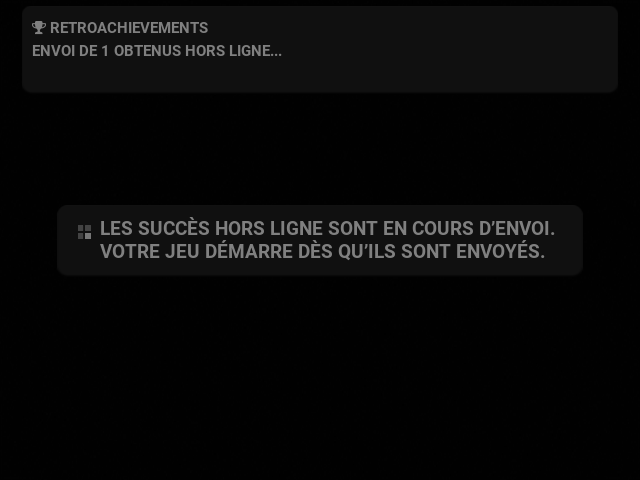 RETROACHIEVEMENTS
ENVOI DE 1 OBTENUS HORS LIGNE...
LES SUCCÈS HORS LIGNE SONT EN COURS D’ENVOI.
VOTRE JEU DÉMARRE DÈS QU’ILS SONT ENVOYÉS.